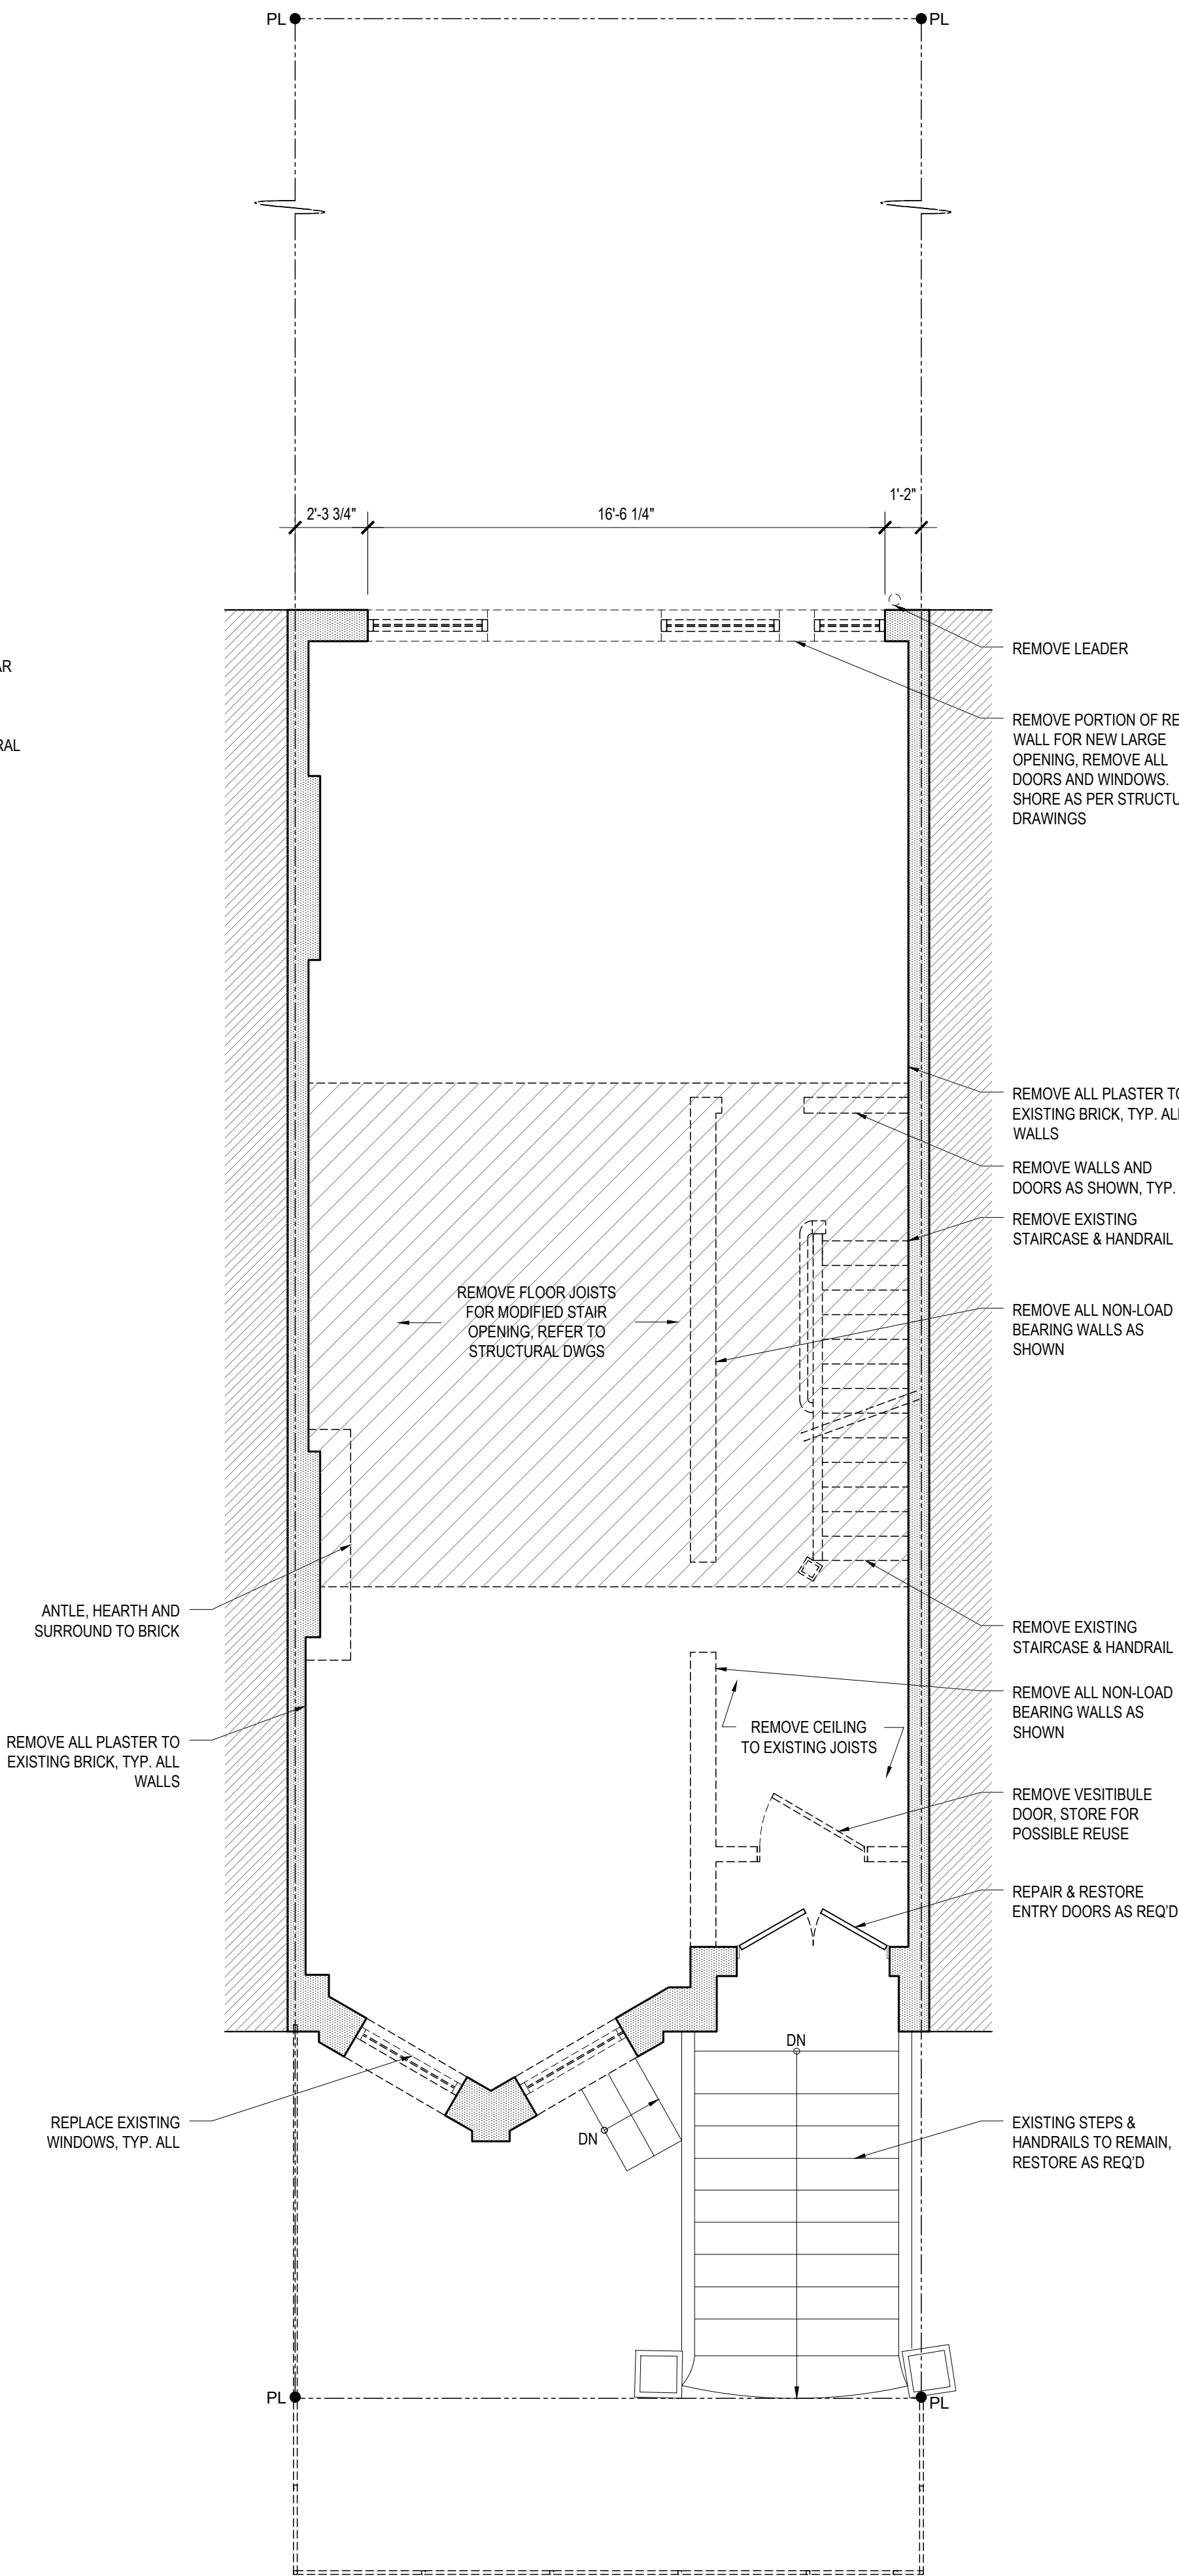 PL
PL
2'-3 3/4"
16'-6 1/4"
1'-2"
AR
RAL
REMOVE LEADER
REMOVE PORTION OF RE
WALL FOR NEW LARGE
OPENING, REMOVE ALL
DOORS AND WINDOWS.
SHORE AS PER STRUCTU
DRAWINGS
REMOVE ALL PLASTER TO
EXISTING BRICK, TYP. ALL
WALLS
REMOVE WALLS AND
DOORS AS SHOWN, TYP.
REMOVE EXISTING
STAIRCASE & HANDRAIL
REMOVE FLOOR JOISTS
FOR MODIFIED STAIR
OPENING, REFER TO
STRUCTURAL DWGS
REMOVE ALL NON-LOAD
BEARING WALLS AS
SHOWN
ANTLE, HEARTH AND
SURROUND TO BRICK
REMOVE EXISTING
STAIRCASE & HANDRAIL
REMOVE ALL NON-LOAD
BEARING WALLS AS
SHOWN
REMOVE CEILING
TO EXISTING JOISTS
REMOVE ALL PLASTER TO
EXISTING BRICK, TYP. ALL
WALLS
REMOVE VESITIBULE
DOOR, STORE FOR
POSSIBLE REUSE
REPAIR & RESTORE
ENTRY DOORS AS REQ'D
DN
REPLACE EXISTING
WINDOWS, TYP. ALL
DN
EXISTING STEPS &
HANDRAILS TO REMAIN,
RESTORE AS REQ'D
PL
PL